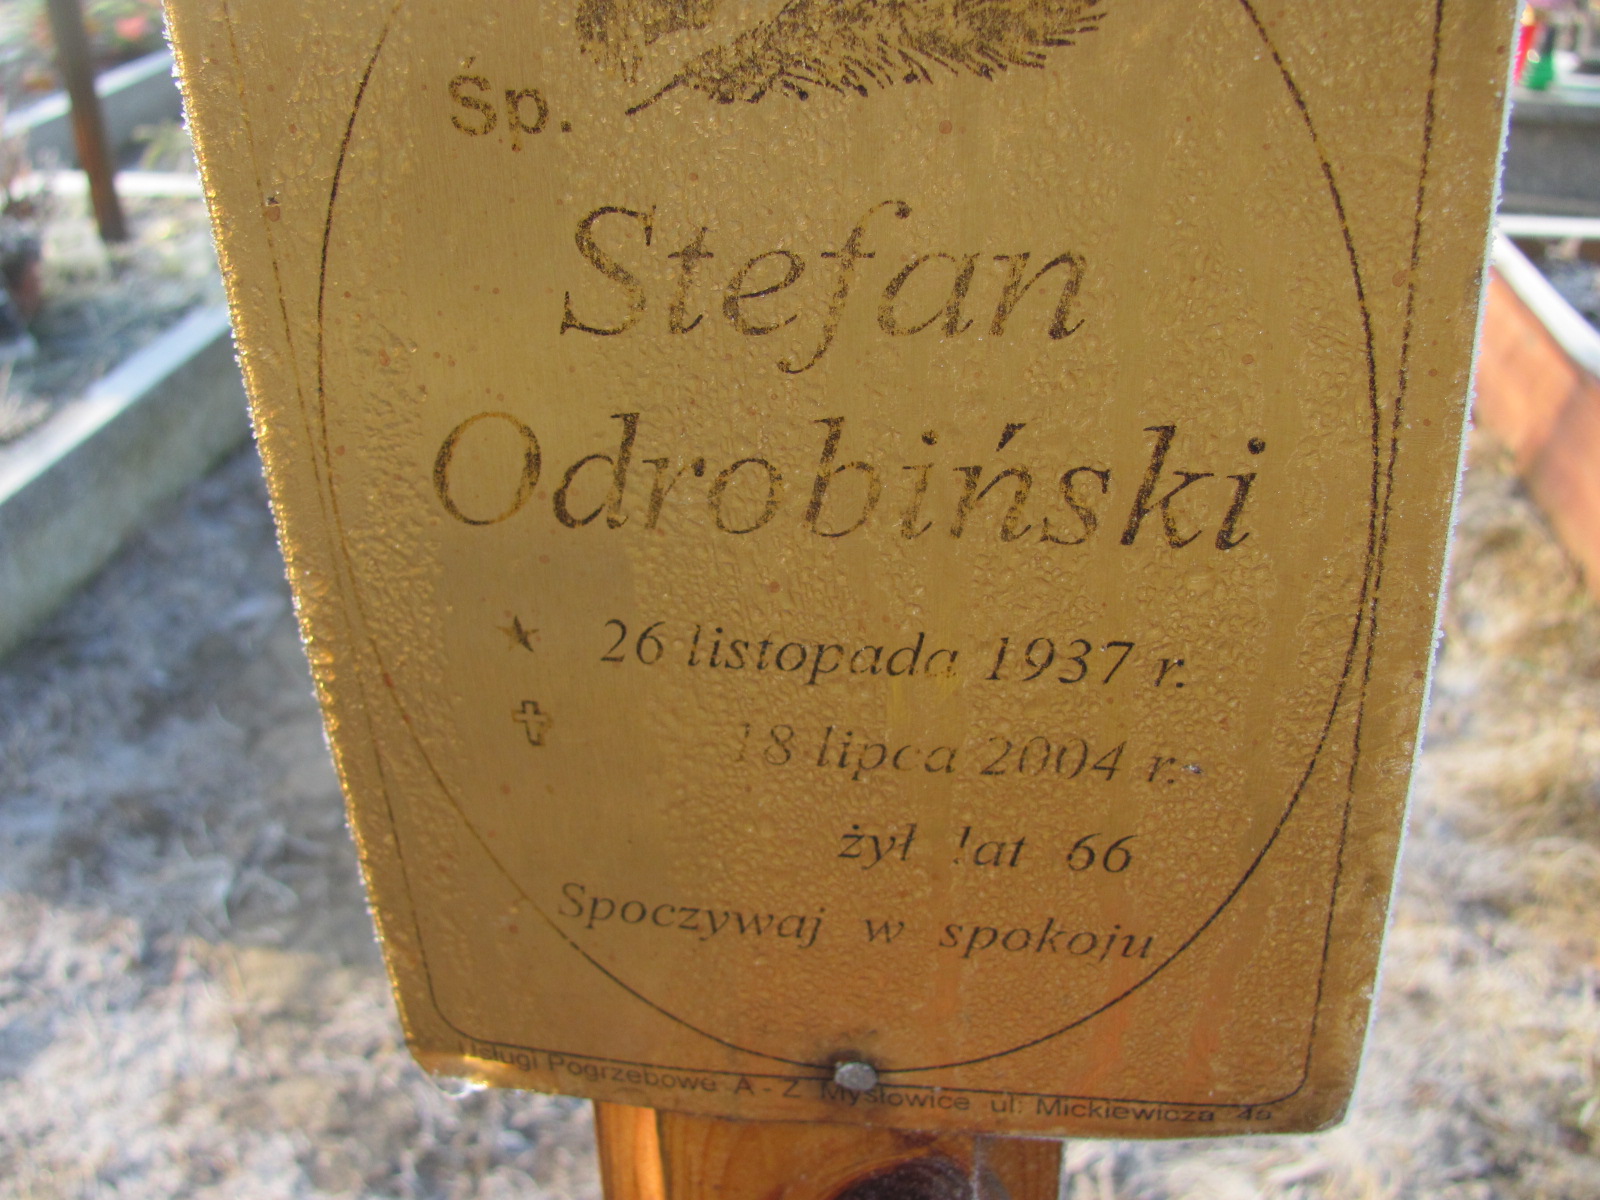 Śp.
Stefan
Odrobiński
26 listopada 1937 r.
18 lipca 2004 r.
żył lat 66
Spoczywaj w spokoju
Usługi Pogrzebowe A - Z Mysłowice ul: Mickiewicza